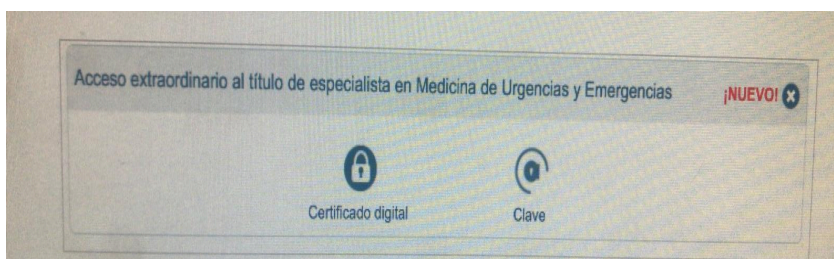 Acceso extraordinario al título de especialista en Medicina de Urgencias y Emergencias ¡NUEVO!
Certificado digital Clave